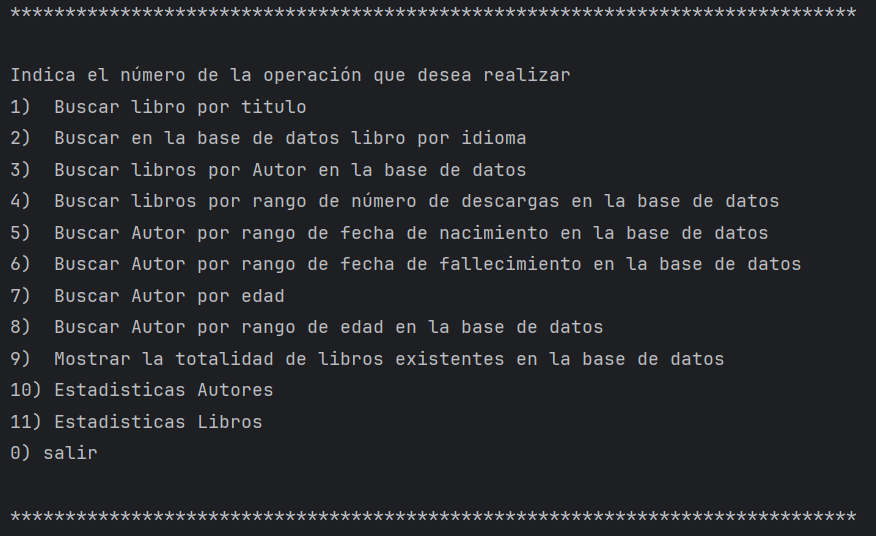 *****************************************************************************
Indica el número de la operación que desea realizar
1)  Buscar libro por titulo
2)  Buscar en la base de datos libro por idioma
3)  Buscar libros por Autor en la base de datos
4)  Buscar libros por rango de número de descargas en la base de datos
5)  Buscar Autor por rango de fecha de nacimiento en la base de datos
6)  Buscar Autor por rango de fecha de fallecimiento en la base de datos
7)  Buscar Autor por edad
8)  Buscar Autor por rango de edad en la base de datos
9)  Mostrar la totalidad de libros existentes en la base de datos
10) Estadisticas Autores
11) Estadisticas Libros
0) salir
*****************************************************************************